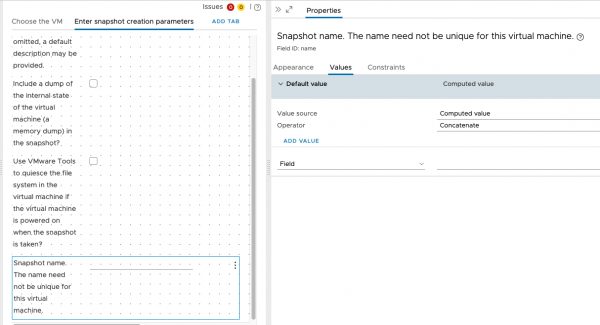 Issues 0 0
Choose the VM Enter snapshot creation parameters ADD TAB
omitted, a default
description may be
provided.
Include a dump of
the internal state
of the virtual
machine (a
memory dump) in
the snapshot?
Use VMware Tools
to quiesce the file
system in the
virtual machine if
the virtual machine
is powered on
when the snapshot
is taken?
Snapshot name.
The name need
not be unique for
this virtual
machine.
Properties
Snapshot name. The name need not be unique for this virtual machine.
Field ID: name
Appearance Values Constraints
Default value Computed value
Value source Computed value
Operator Concatenate
ADD VALUE
Field